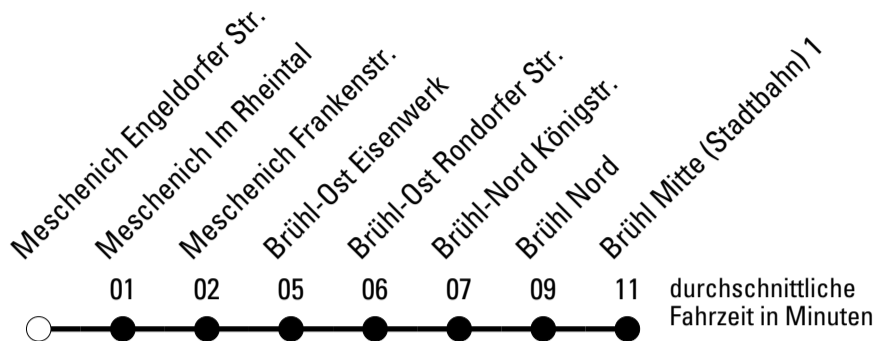 Meschenich Engeldorfer Str.
Meschenich Im Rheintal
Meschenich Frankenstr.
Brühl-Ost Eisenwerk
Brühl-Ost Rondorfer Str.
Brühl-Nord Königstr.
Brühl Nord
Brühl Mitte (Stadtbahn) 1
01 02 05 06 07 09 11
durchschnittliche
Fahrzeit in Minuten